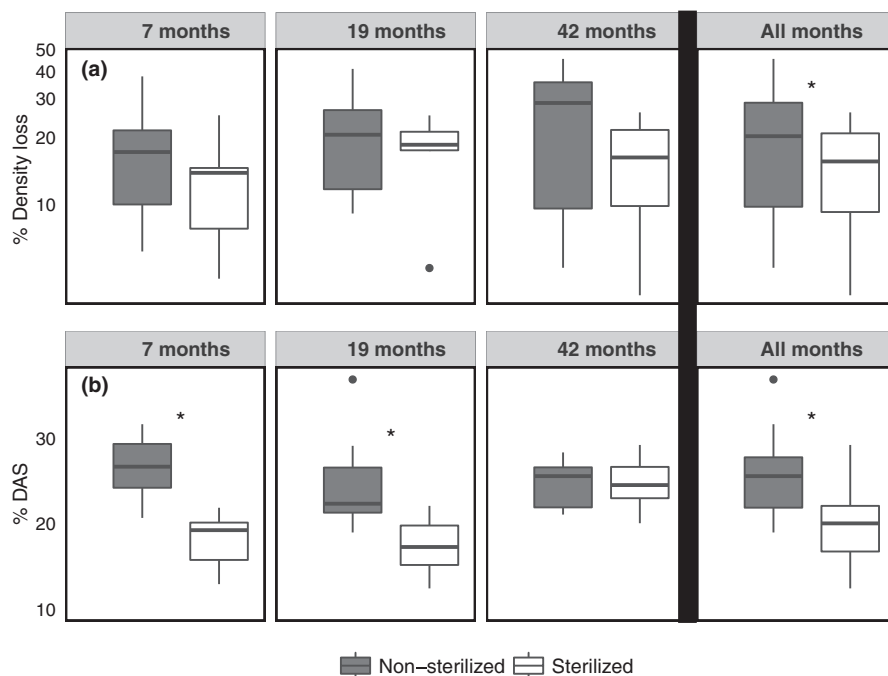 7 months 19 months 42 months All months
(a)
50
40
30
20
10
% Density loss
*
7 months 19 months 42 months All months
(b)
30
20
10
% DAS
* * *
Non–sterilized Sterilized